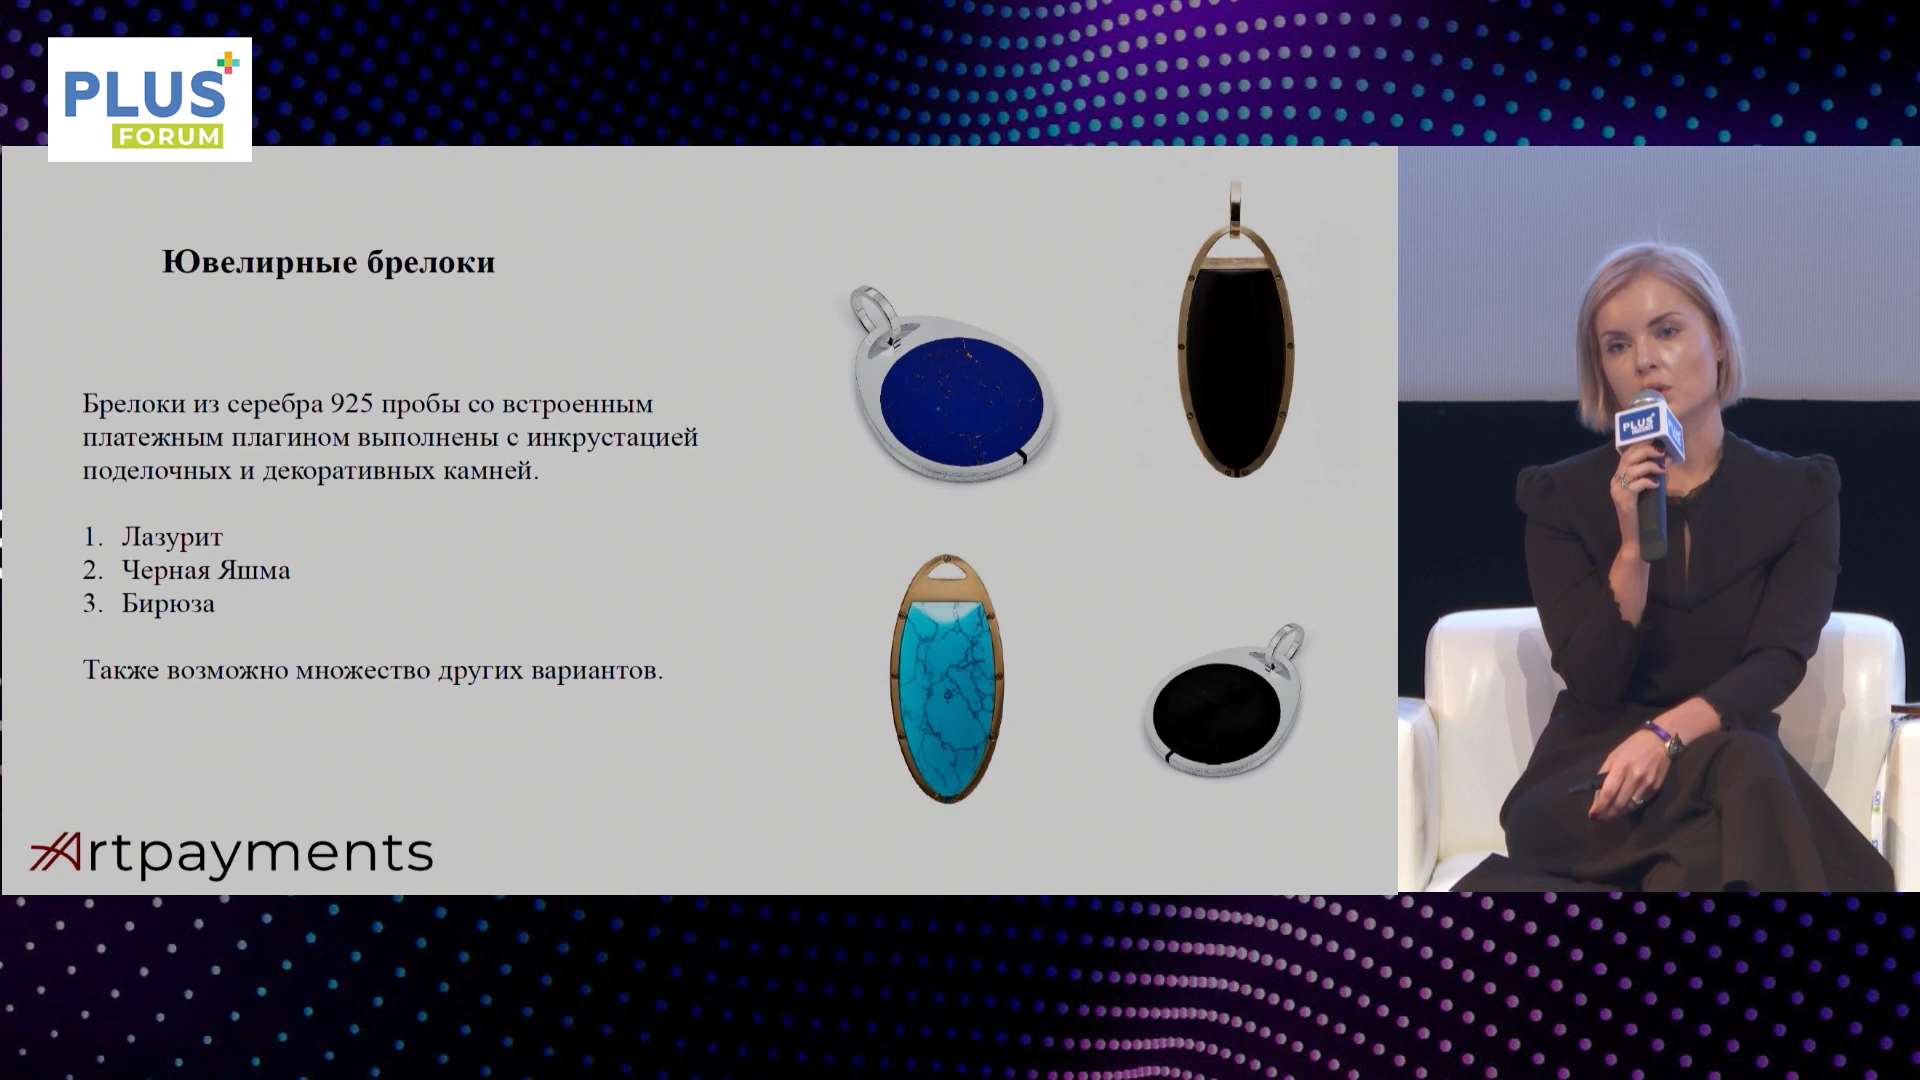 PLUS
FORUM
Ювелирные брелоки
Брелоки из серебра 925 пробы со встроенным
платежным плагином выполнены с инкрустацией
поделочных и декоративных камней.
1. Лазурит
2. Черная Яшма
3. Бирюза
Также возможно множество других вариантов.
Artpayments
PLUS